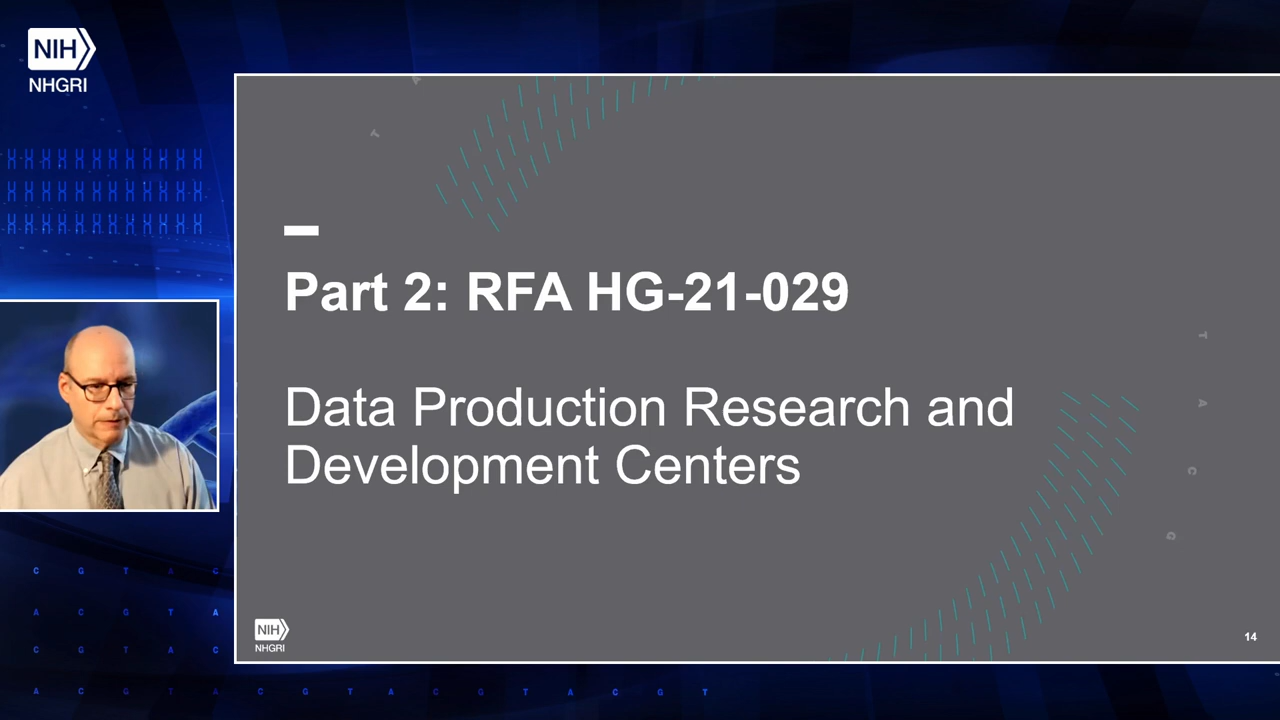 NIH
NHGRI
T
Part 2: RFA HG-21-029
Data Production Research and
Development Centers
T
A
C
G
NIH
NHGRI
14
C G T A C
A C G T A
C G T A C
A C G T A C G T A C G T A C G T